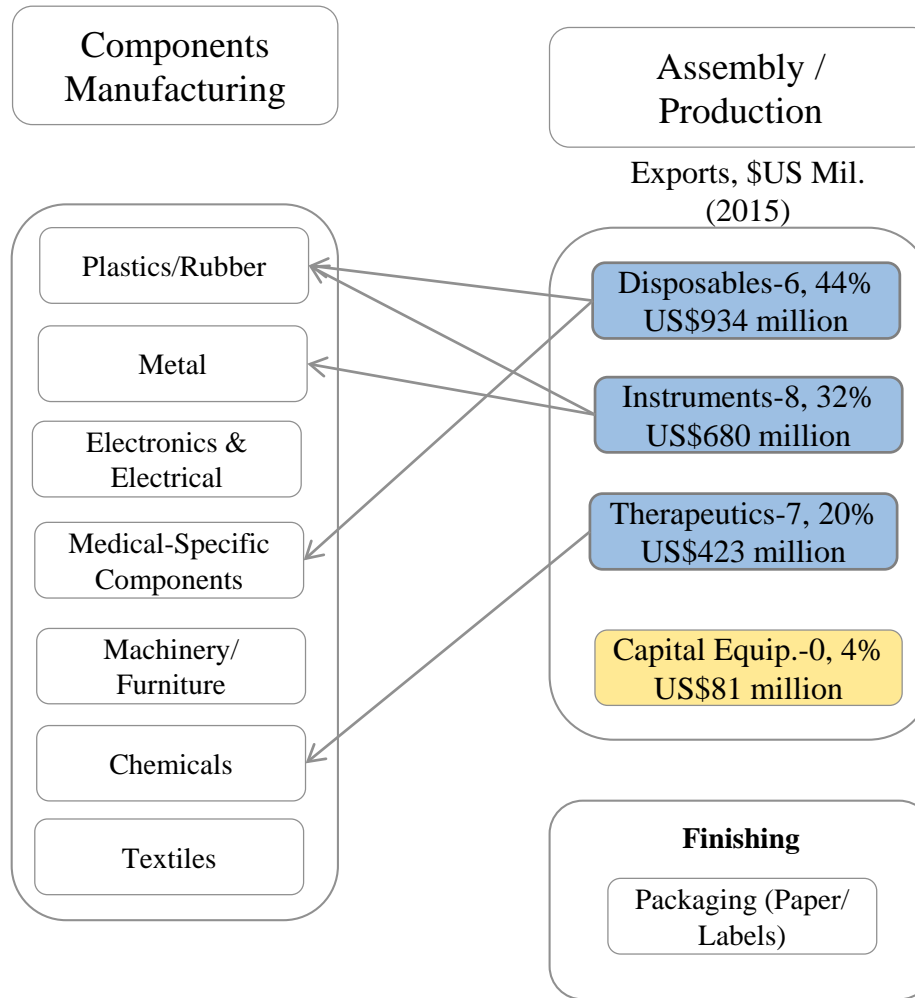 Components
Manufacturing
Assembly /
Production
Exports, $US Mil.
(2015)
Plastics/Rubber
Metal
Electronics &
Electrical
Medical-Specific
Components
Machinery/
Furniture
Chemicals
Textiles
Disposables-6, 44%
US$934 million
Instruments-8, 32%
US$680 million
Therapeutics-7, 20%
US$423 million
Capital Equip.-0, 4%
US$81 million
Finishing
Packaging (Paper/
Labels)